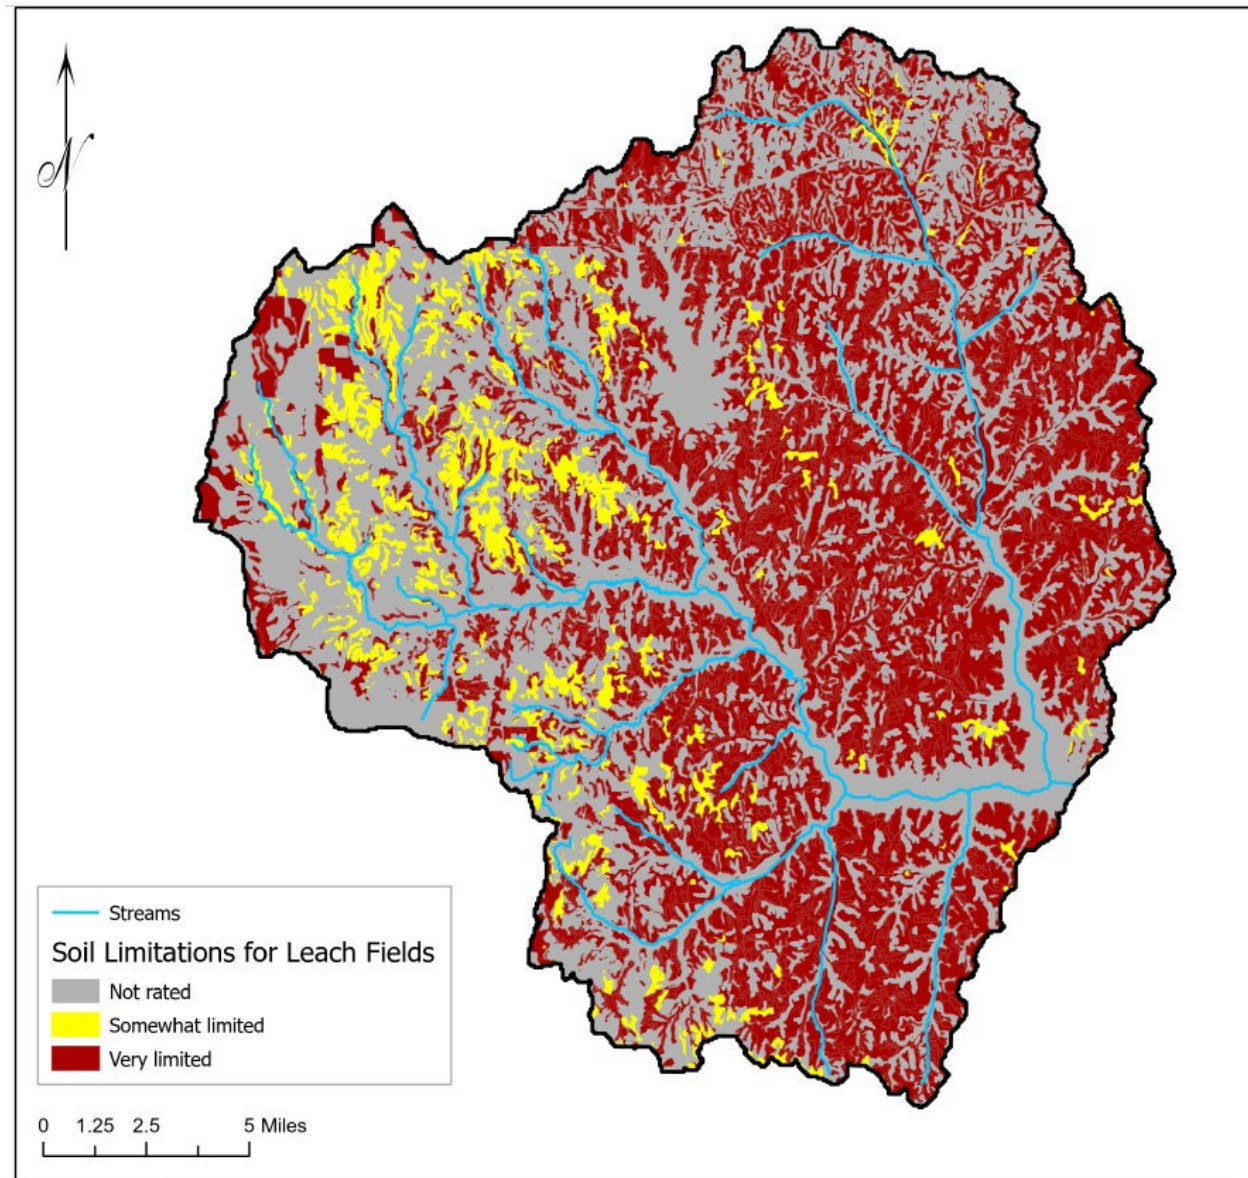 N
Streams
Soil Limitations for Leach Fields
Not rated
Somewhat limited
Very limited
0 1.25 2.5 5 Miles